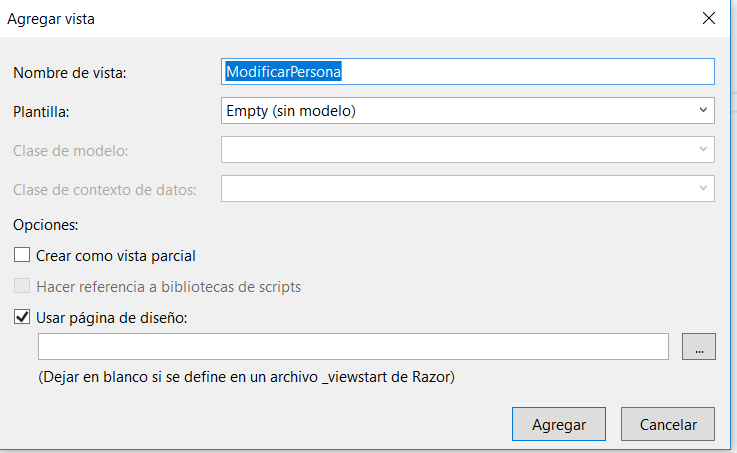 Agregar vista
Nombre de vista: ModificarPersona
Plantilla: Empty (sin modelo)
Clase de modelo:
Clase de contexto de datos:
Opciones:
Crear como vista parcial
Hacer referencia a bibliotecas de scripts
Usar página de diseño:
...
(Dejar en blanco si se define en un archivo _viewstart de Razor)
Agregar Cancelar